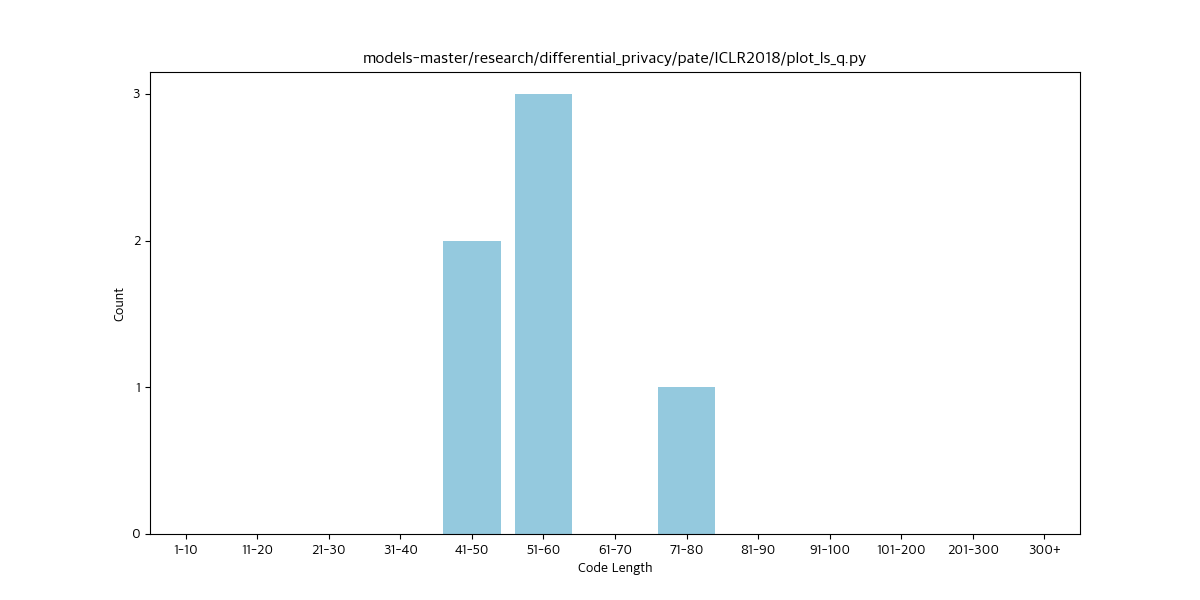 models-master/research/differential_privacy/pate/ICLR2018/plot_ls_q.py
3
2
1
0
Count
1-10 11-20 21-30 31-40 41-50 51-60 61-70 71-80 81-90 91-100 101-200 201-300 300+
Code Length